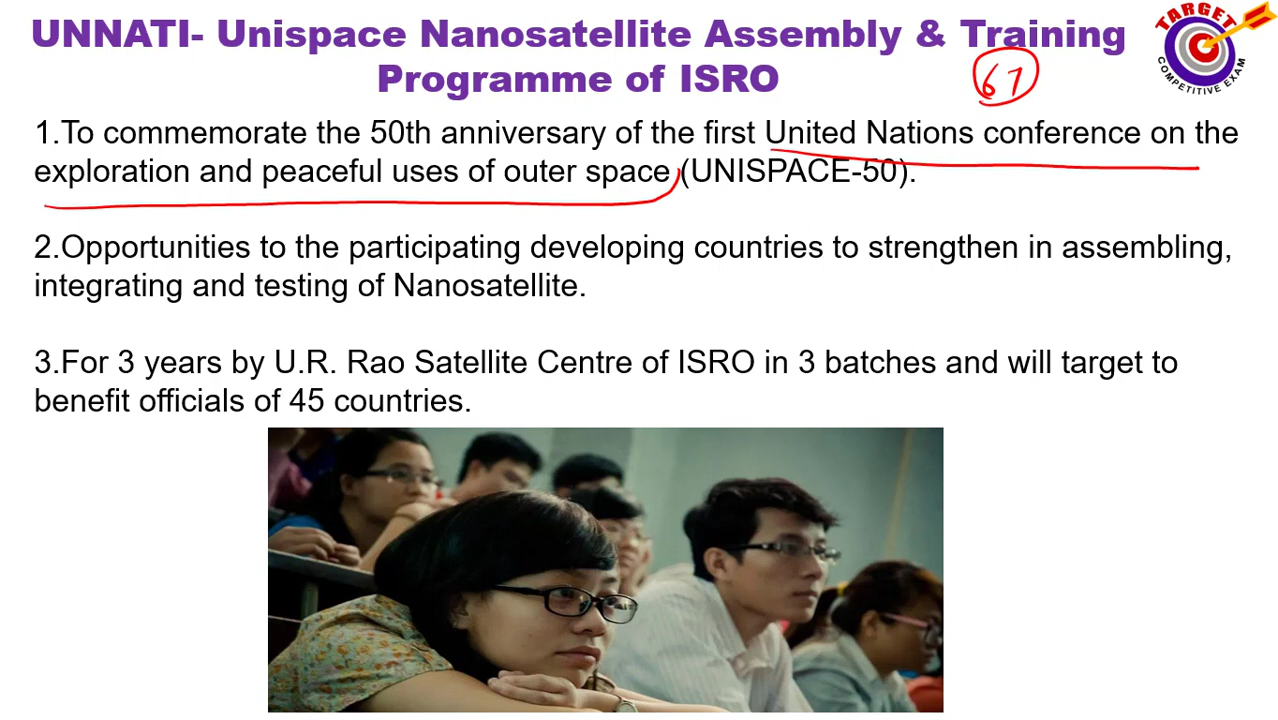 UNNATI- Unispace Nanosatellite Assembly & Training
Programme of ISRO
67
TARGET
COMPETITIVE EXAM
1.To commemorate the 50th anniversary of the first United Nations conference on the
exploration and peaceful uses of outer space (UNISPACE-50).
2.Opportunities to the participating developing countries to strengthen in assembling,
integrating and testing of Nanosatellite.
3.For 3 years by U.R. Rao Satellite Centre of ISRO in 3 batches and will target to
benefit officials of 45 countries.